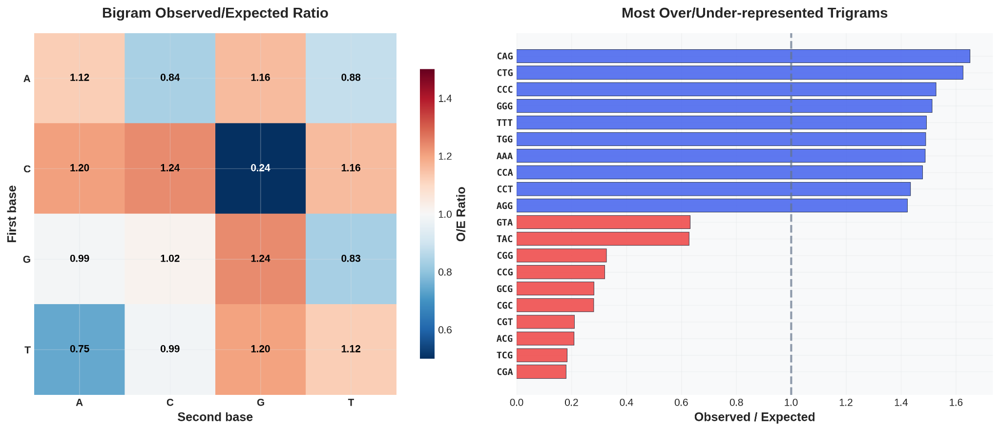 Bigram Observed/Expected Ratio
First base
A
1.12 0.84 1.16 0.88
C
1.20 1.24 0.24 1.16
G
0.99 1.02 1.24 0.83
T
0.75 0.99 1.20 1.12
A C G T
Second base
1.4
1.2
1.0
0.8
0.6
O/E Ratio
Most Over/Under-represented Trigrams
CAG
CTG
CCC
GGG
TTT
TGG
AAA
CCA
CCT
AGG
GTA
TAC
CGG
CCG
GCG
CGC
CGT
ACG
TCG
CGA
0.0 0.2 0.4 0.6 0.8 1.0 1.2 1.4 1.6
Observed / Expected